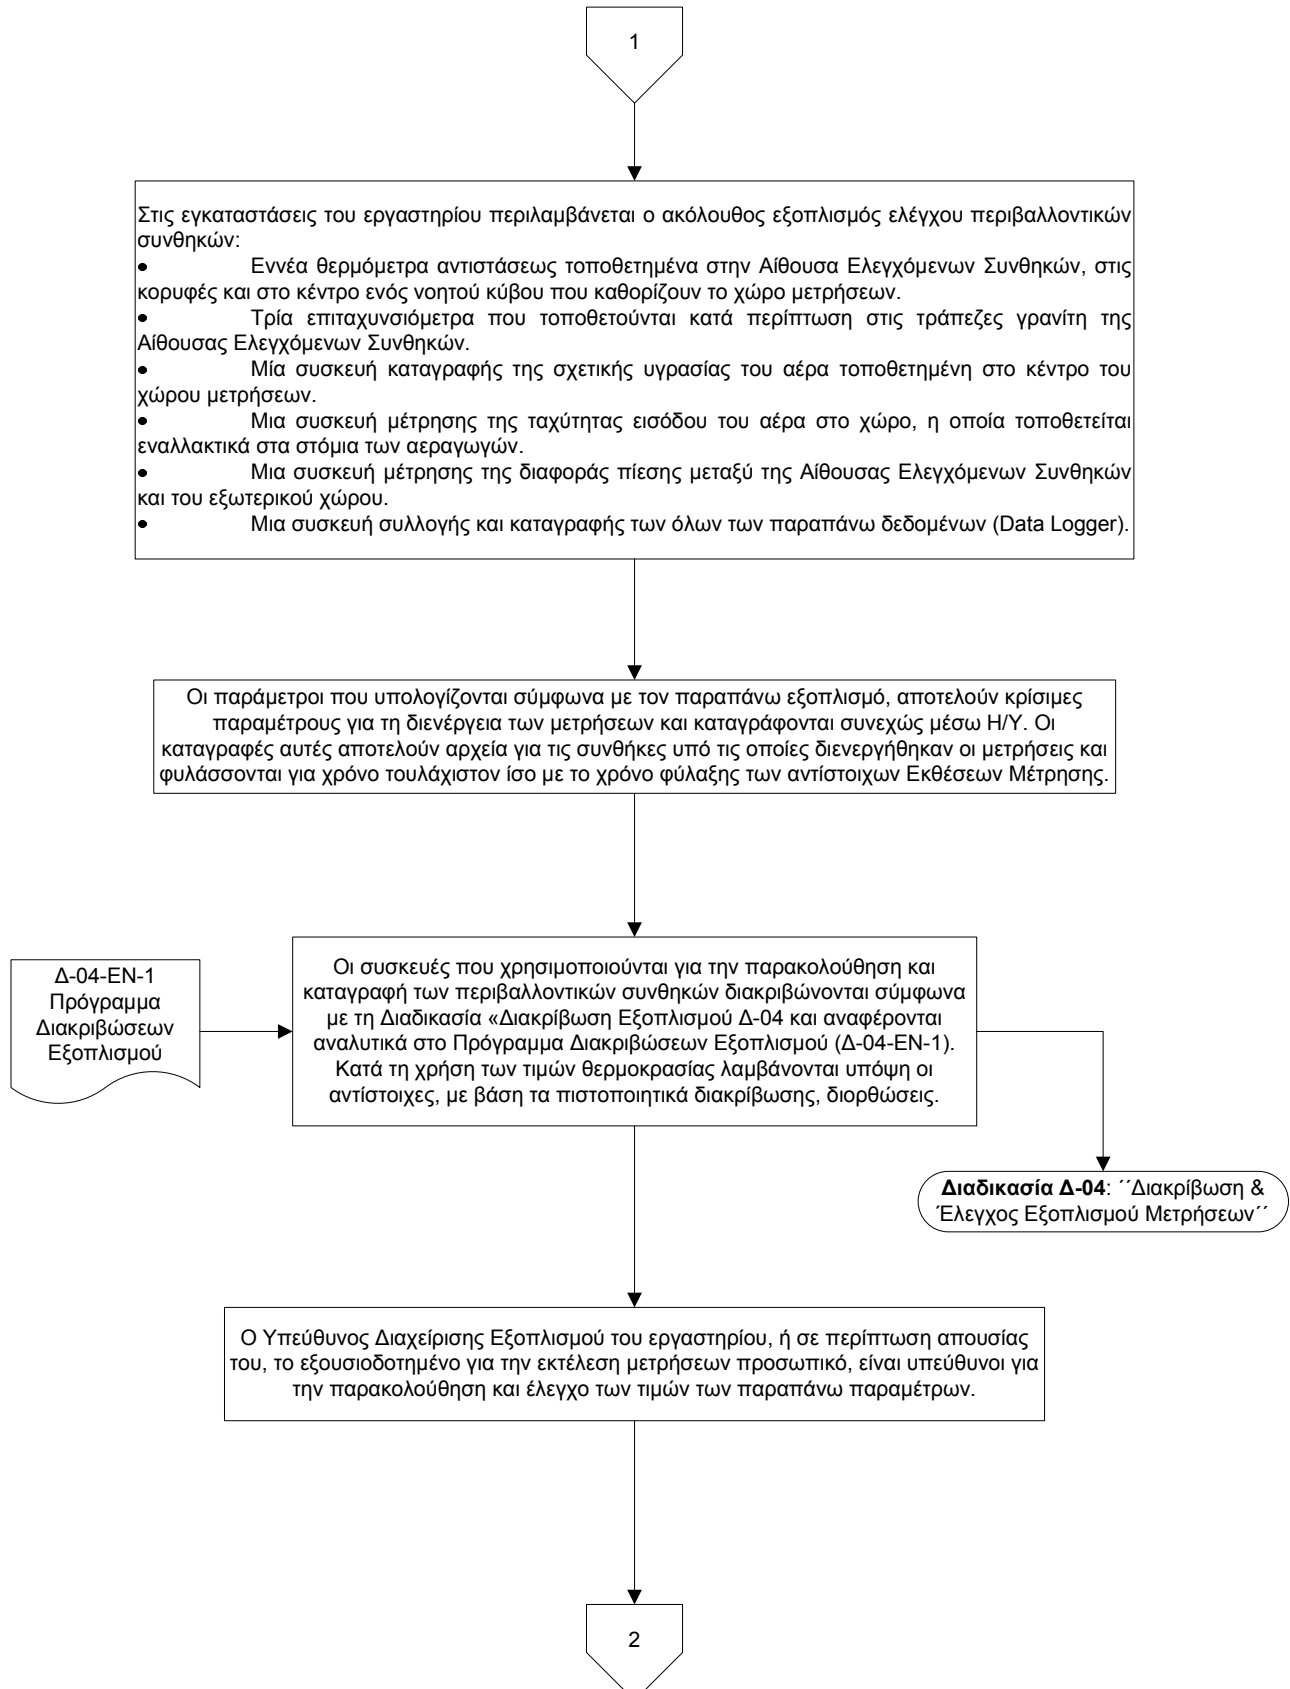 1
Στις εγκαταστάσεις του εργαστηρίου περιλαμβάνεται ο ακόλουθος εξοπλισμός ελέγχου περιβαλλοντικών
συνθηκών:
• Εννέα θερμόμετρα αντιστάσεως τοποθετημένα στην Αίθουσα Ελεγχόμενων Συνθηκών, στις
κορυφές και στο κέντρο ενός νοητού κύβου που καθορίζουν το χώρο μετρήσεων.
• Τρία επιταχυνσιόμετρα που τοποθετούνται κατά περίπτωση στις τράπεζες γρανίτη της
Αίθουσας Ελεγχόμενων Συνθηκών.
• Μία συσκευή καταγραφής της σχετικής υγρασίας του αέρα τοποθετημένη στο κέντρο του
χώρου μετρήσεων.
• Μια συσκευή μέτρησης της ταχύτητας εισόδου του αέρα στο χώρο, η οποία τοποθετείται
εναλλακτικά στα στόμια των αεραγωγών.
• Μια συσκευή μέτρησης της διαφοράς πίεσης μεταξύ της Αίθουσας Ελεγχόμενων Συνθηκών
και του εξωτερικού χώρου.
• Μια συσκευή συλλογής και καταγραφής των όλων των παραπάνω δεδομένων (Data Logger).
Οι παράμετροι που υπολογίζονται σύμφωνα με τον παραπάνω εξοπλισμό, αποτελούν κρίσιμες
παραμέτρους για τη διενέργεια των μετρήσεων και καταγράφονται συνεχώς μέσω Η/Υ. Οι
καταγραφές αυτές αποτελούν αρχεία για τις συνθήκες υπό τις οποίες διενεργήθηκαν οι μετρήσεις και
φυλάσσονται για χρόνο τουλάχιστον ίσο με το χρόνο φύλαξης των αντίστοιχων Εκθέσεων Μέτρησης.
Δ-04-ΕΝ-1
Πρόγραμμα
Διακριβώσεων
Εξοπλισμού
Οι συσκευές που χρησιμοποιούνται για την παρακολούθηση και
καταγραφή των περιβαλλοντικών συνθηκών διακριβώνονται σύμφωνα
με τη Διαδικασία «Διακρίβωση Εξοπλισμού Δ-04 και αναφέρονται
αναλυτικά στο Πρόγραμμα Διακριβώσεων Εξοπλισμού (Δ-04-ΕΝ-1).
Κατά τη χρήση των τιμών θερμοκρασίας λαμβάνονται υπόψη οι
αντίστοιχες, με βάση τα πιστοποιητικά διακρίβωσης, διορθώσεις.
Διαδικασία Δ-04: ΄΄Διακρίβωση &
Έλεγχος Εξοπλισμού Μετρήσεων΄΄
Ο Υπεύθυνος Διαχείρισης Εξοπλισμού του εργαστηρίου, ή σε περίπτωση απουσίας
του, το εξουσιοδοτημένο για την εκτέλεση μετρήσεων προσωπικό, είναι υπεύθυνοι για
την παρακολούθηση και έλεγχο των τιμών των παραπάνω παραμέτρων.
2